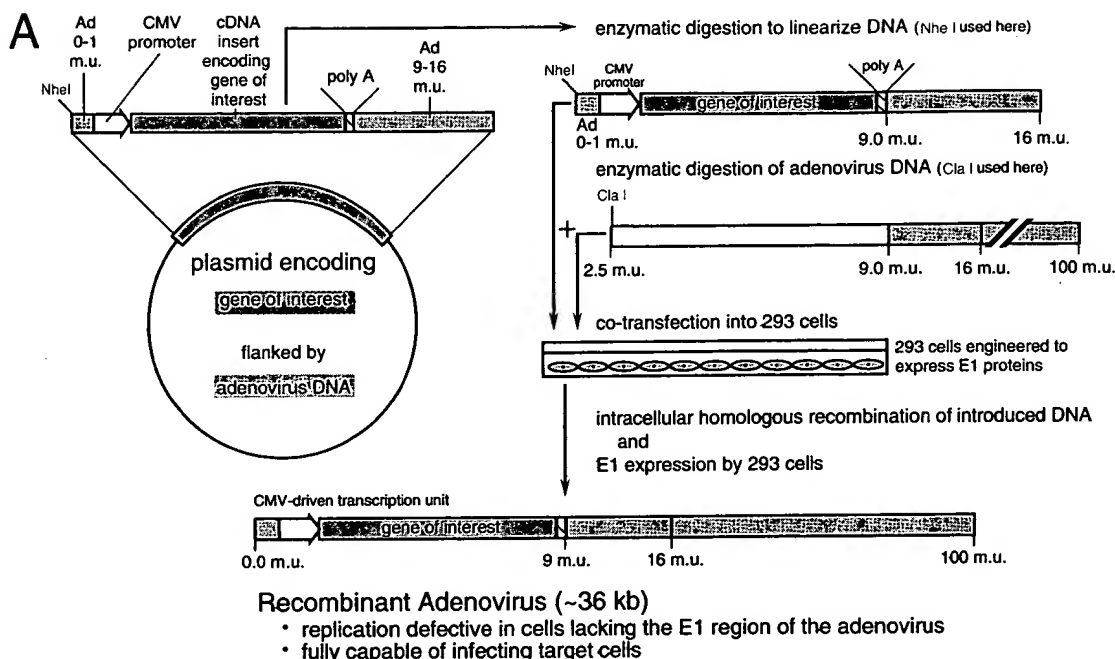 A
Ad
0-1
m.u.
CMV
promoter
cDNA
insert
encoding
gene of
interest
poly A
Ad
9-16
m.u.
NheI
plasmid encoding
gene of interest
flanked by
adenovirus DNA
enzymatic digestion to linearize DNA (Nhe I used here)
NheI
CMV
promoter
poly A
gene of interest
Ad
0-1 m.u.
9.0 m.u.
16 m.u.
enzymatic digestion of adenovirus DNA (Cla I used here)
Cla I
+
2.5 m.u.
9.0 m.u.
16 m.u.
100 m.u.
co-transfection into 293 cells
293 cells engineered to
express E1 proteins
intracellular homologous recombination of introduced DNA
and
E1 expression by 293 cells
CMV-driven transcription unit
gene of interest
0.0 m.u.
9 m.u.
16 m.u.
100 m.u.
Recombinant Adenovirus (~36 kb)
• replication defective in cells lacking the E1 region of the adenovirus
• fully capable of infecting target cells